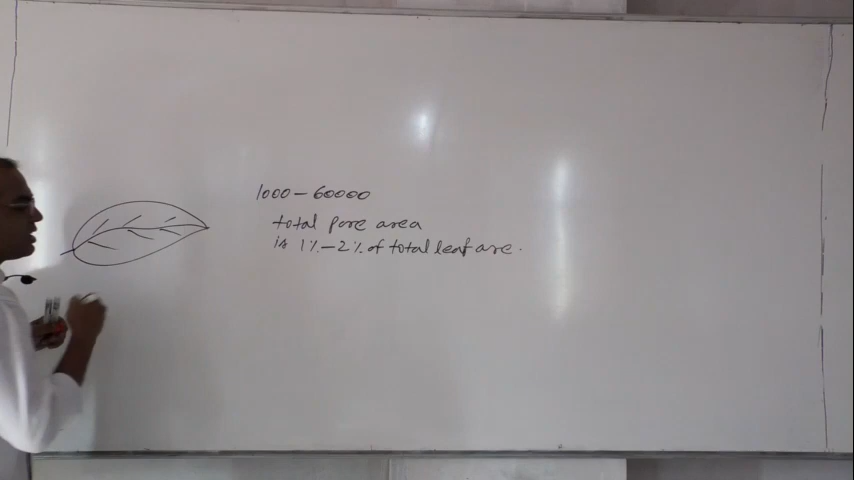 1000 - 60000
total pore area
is 1% - 2% of total leaf are.